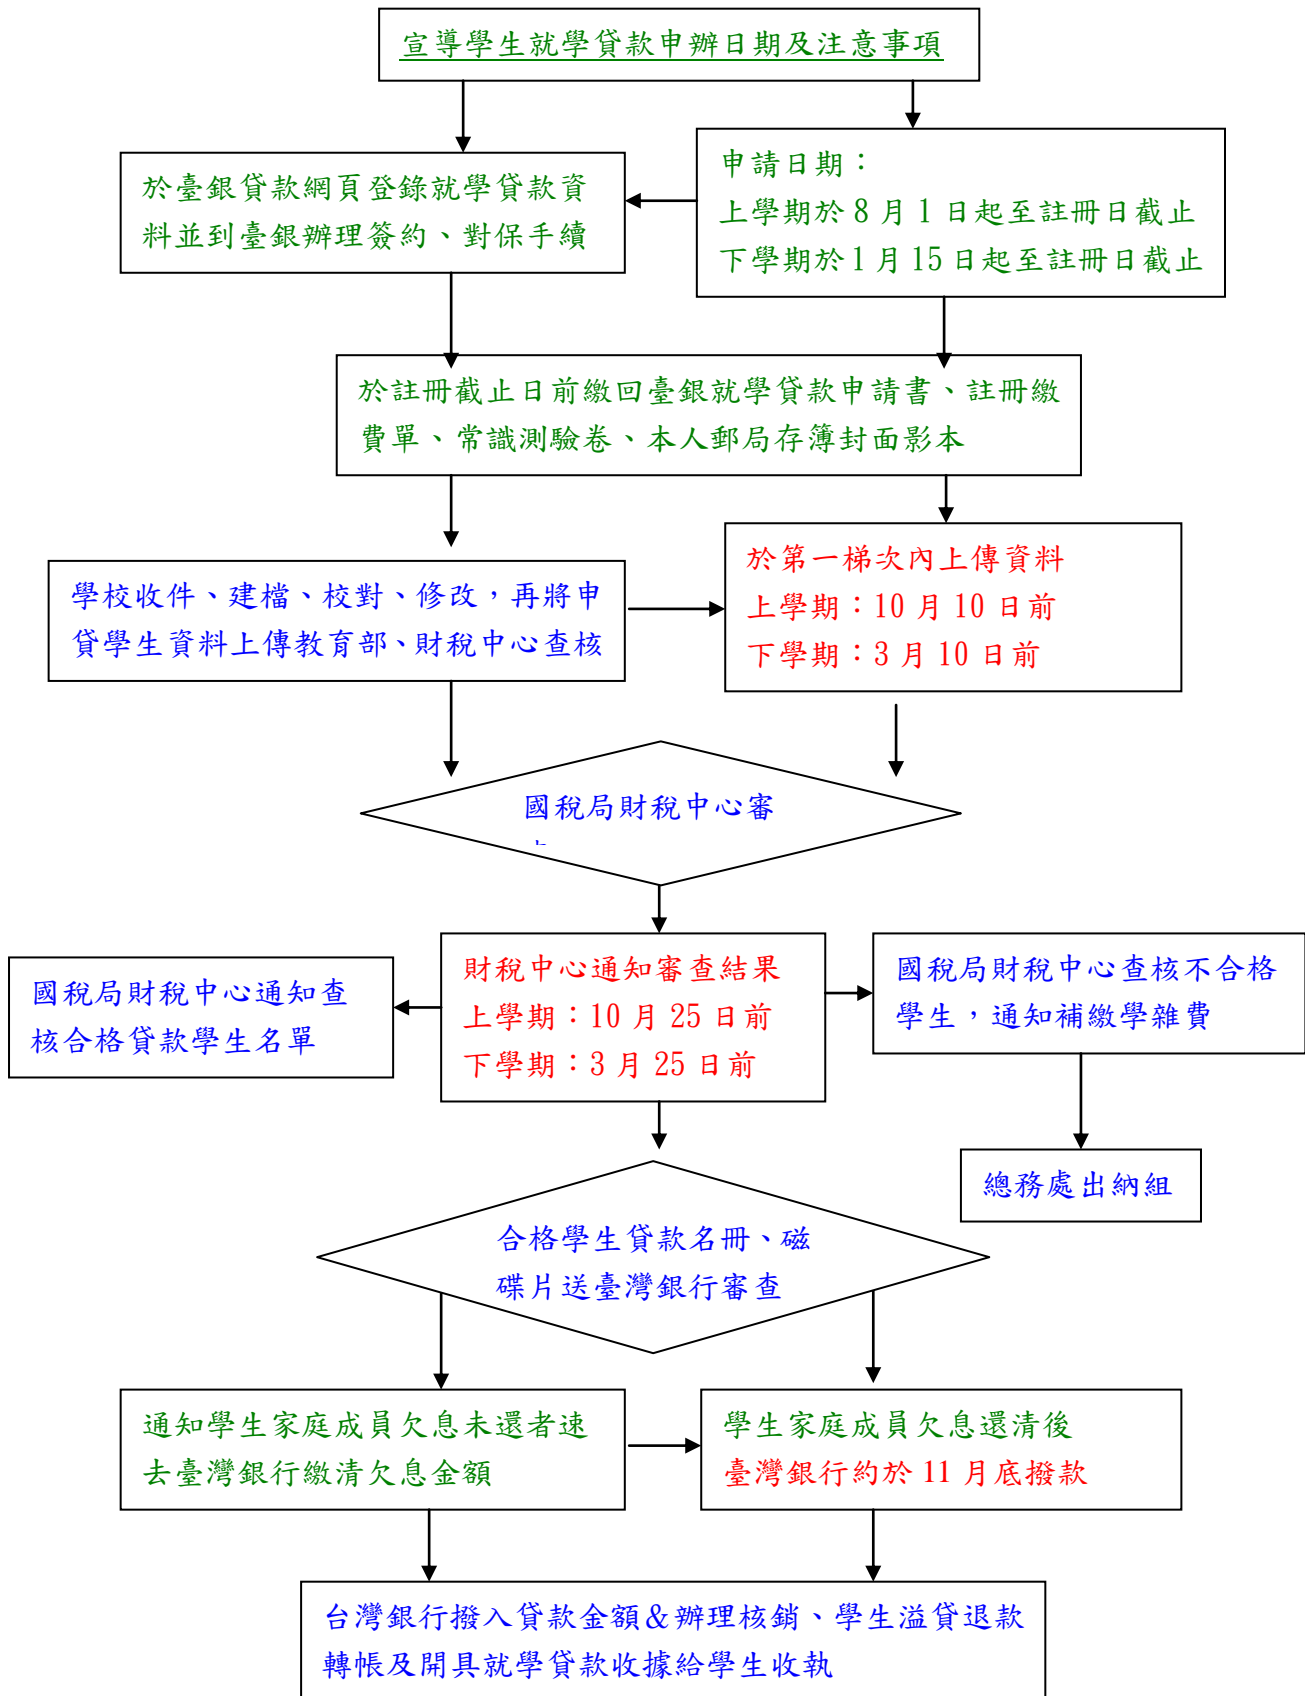 宣導學生就學貸款申辦日期及注意事項
申請日期：
上學期於 8 月 1 日起至註冊日截止
下學期於 1 月 15 日起至註冊日截止
於臺銀貸款網頁登錄就學貸款資
料並到臺銀辦理簽約、對保手續
於註冊截止日前繳回臺銀就學貸款申請書、註冊繳
費單、常識測驗卷、本人郵局存簿封面影本
學校收件、建檔、校對、修改，再將申
貸學生資料上傳教育部、財稅中心查核
於第一梯次內上傳資料
上學期：10 月 10 日前
下學期：3 月 10 日前
國稅局財稅中心審
國稅局財稅中心通知查
核合格貸款學生名單
財稅中心通知審查結果
上學期：10 月 25 日前
下學期：3 月 25 日前
國稅局財稅中心查核不合格
學生，通知補繳學雜費
總務處出納組
合格學生貸款名冊、磁
碟片送臺灣銀行審查
通知學生家庭成員欠息未還者速
去臺灣銀行繳清欠息金額
學生家庭成員欠息還清後
臺灣銀行約於 11 月底撥款
台灣銀行撥入貸款金額&辦理核銷、學生溢貸退款
轉帳及開具就學貸款收據給學生收執